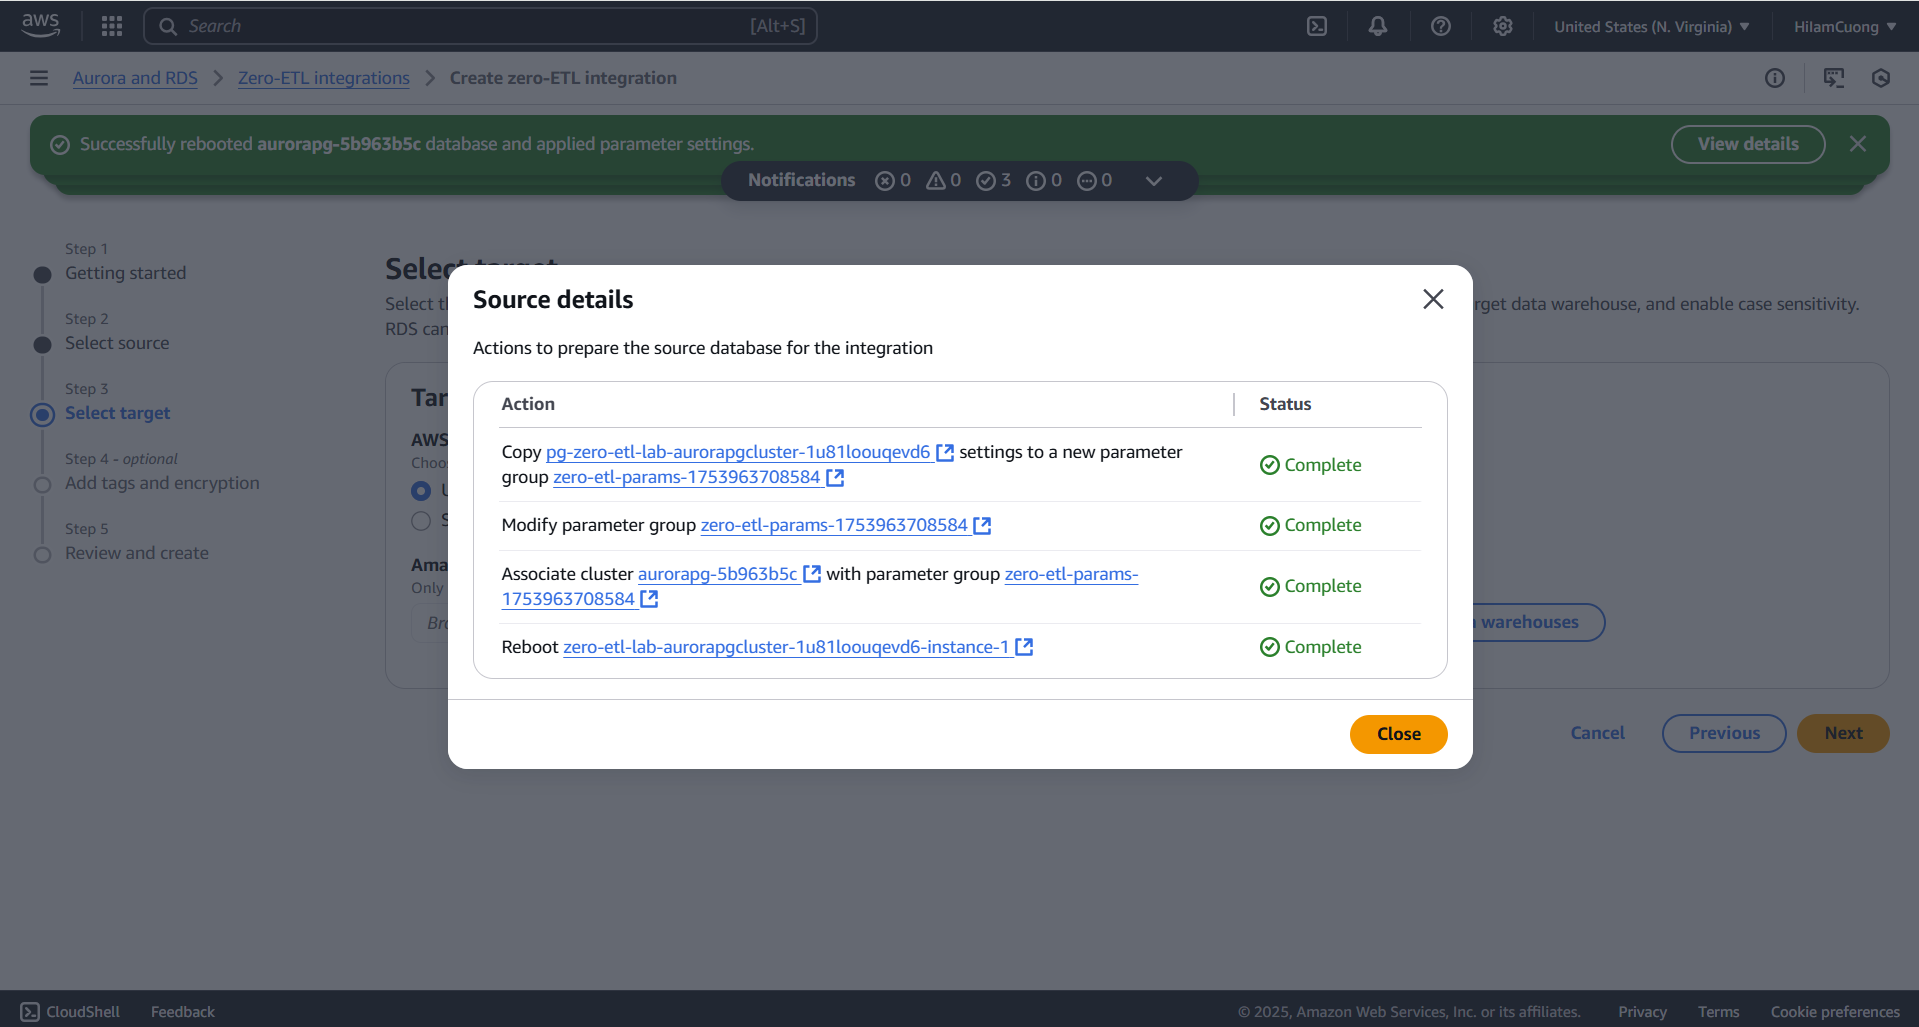 aws
Search
[Alt+S]
United States (N. Virginia)
HilamCuong
Aurora and RDS
Zero-ETL integrations
Create zero-ETL integration
Successfully rebooted aurorapg-5b963b5c database and applied parameter settings.
View details
Notifications
0
0
3
0
0
Step 1
Getting started
Step 2
Select source
Step 3
Select target
Step 4 - optional
Add tags and encryption
Step 5
Review and create
Select target
Select
rget data warehouse, and enable case sensitivity.
RDS can
Tar
AWS
Choo
Ama
Only
Source details
Actions to prepare the source database for the integration
Action
Status
Copy pg-zero-etl-lab-aurorapgcluster-1u81loouqevd6 settings to a new parameter
group zero-etl-params-1753963708584
Complete
Modify parameter group zero-etl-params-1753963708584
Complete
Associate cluster aurorapg-5b963b5c with parameter group zero-etl-params-
1753963708584
Complete
Reboot zero-etl-lab-aurorapgcluster-1u81loouqevd6-instance-1
Complete
Close
warehouses
Cancel
Previous
Next
CloudShell
Feedback
© 2025, Amazon Web Services, Inc. or its affiliates.
Privacy
Terms
Cookie preferences